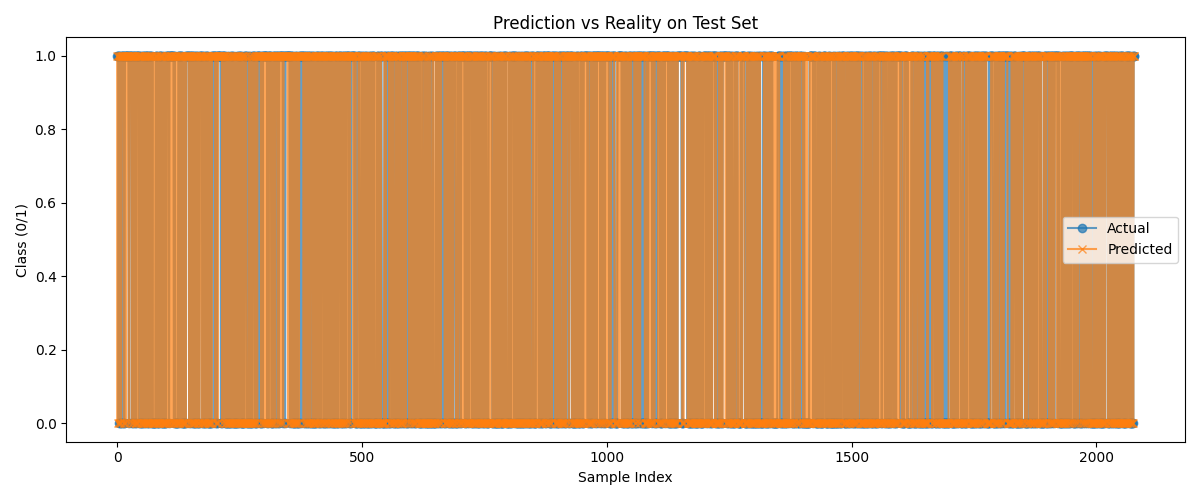 Prediction vs Reality on Test Set
1.0
0.8
0.6
0.4
0.2
0.0
Class (0/1)
Actual
Predicted
0
500
1000
1500
2000
Sample Index